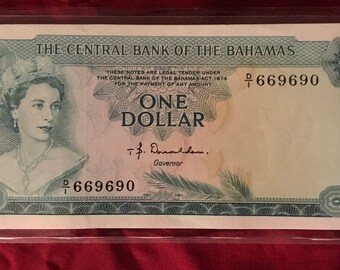 THE CENTRAL BANK OF THE BAHAMAS
THESE NOTES ARE LEGAL TENDER UNDER
THE CENTRAL BANK OF THE BAHAMAS ACT 1974
FOR THE PAYMENT OF ANY AMOUNT
D/1 669690
ONE
DOLLAR
T. B. Donaldson
Governor
D/1 669690